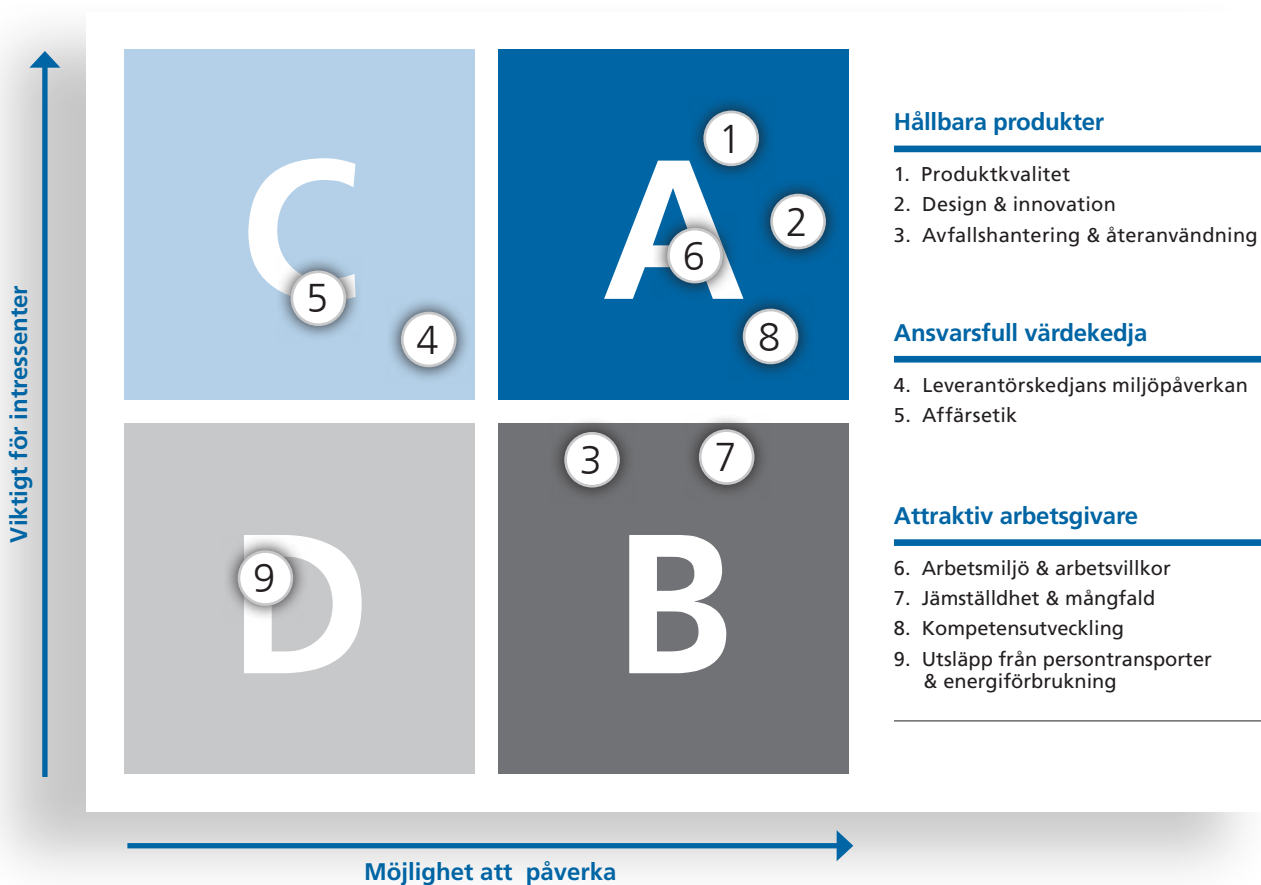 Viktigt för intressenter
C
A
1
2
6
5
4
8
3
7
D
9
B
Möjlighet att påverka
Hållbara produkter
1. Produktkvalitet
2. Design & innovation
3. Avfallshantering & återanvändning
Ansvarsfull värdekedja
4. Leverantörskedjans miljöpåverkan
5. Affärsetik
Attraktiv arbetsgivare
6. Arbetsmiljö & arbetsvillkor
7. Jämställdhet & mångfald
8. Kompetensutveckling
9. Utsläpp från persontransporter
& energiförbrukning